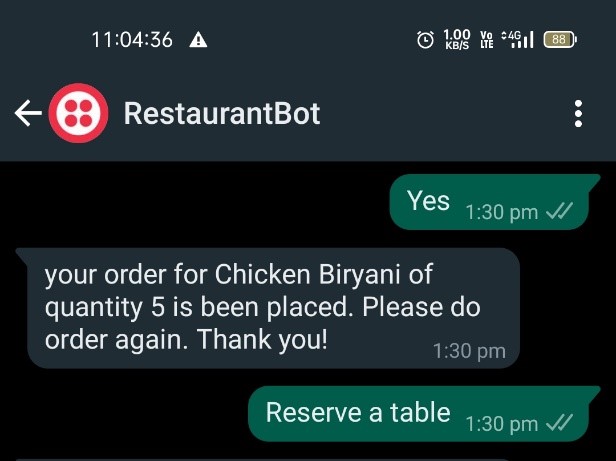 11:04:36 1.00 KB/S Vo LTE 4G 88
RestaurantBot
Yes 1:30 pm
your order for Chicken Biryani of
quantity 5 is been placed. Please do
order again. Thank you! 1:30 pm
Reserve a table 1:30 pm